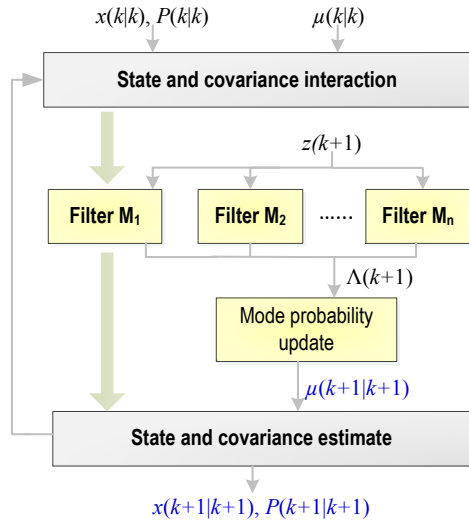 x(k|k), P(k|k)
μ(k|k)
State and covariance interaction
z(k+1)
Filter M₁
Filter M₂
......
Filter Mₙ
Λ(k+1)
Mode probability
update
μ(k+1|k+1)
State and covariance estimate
x(k+1|k+1), P(k+1|k+1)